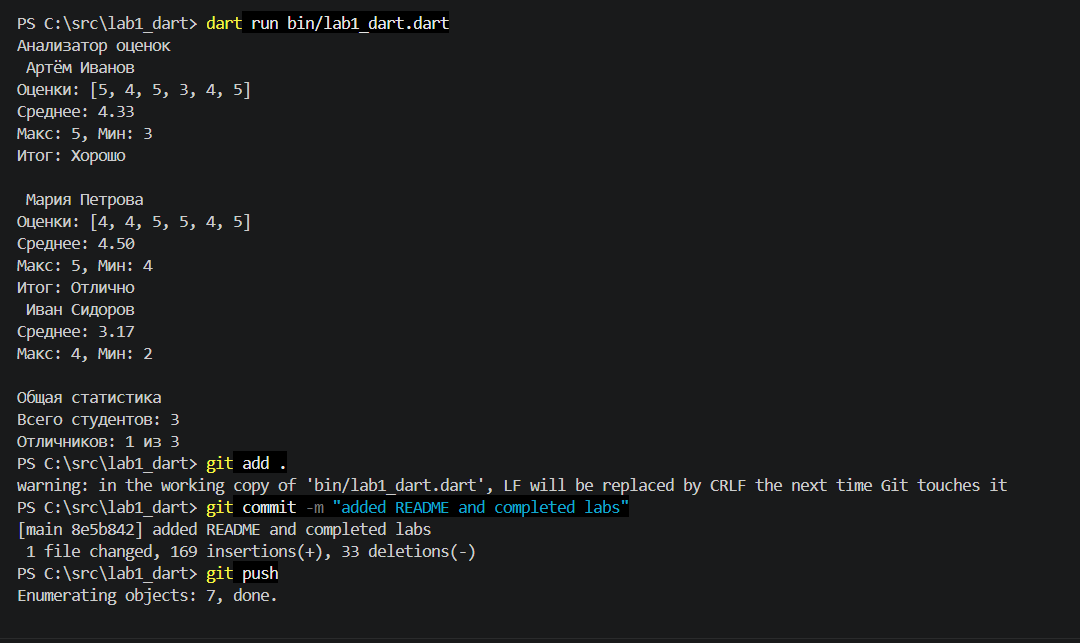 PS C:\src\lab1_dart> dart run bin/lab1_dart.dart
Анализатор оценок
Артём Иванов
Оценки: [5, 4, 5, 3, 4, 5]
Среднее: 4.33
Макс: 5, Мин: 3
Итог: Хорошо
Мария Петрова
Оценки: [4, 4, 5, 5, 4, 5]
Среднее: 4.50
Макс: 5, Мин: 4
Итог: Отлично
Иван Сидоров
Среднее: 3.17
Макс: 4, Мин: 2
Общая статистика
Всего студентов: 3
Отличников: 1 из 3
PS C:\src\lab1_dart> git add .
warning: in the working copy of 'bin/lab1_dart.dart', LF will be replaced by CRLF the next time Git touches it
PS C:\src\lab1_dart> git commit -m "added README and completed labs"
[main 8e5b842] added README and completed labs
1 file changed, 169 insertions(+), 33 deletions(-)
PS C:\src\lab1_dart> git push
Enumerating objects: 7, done.